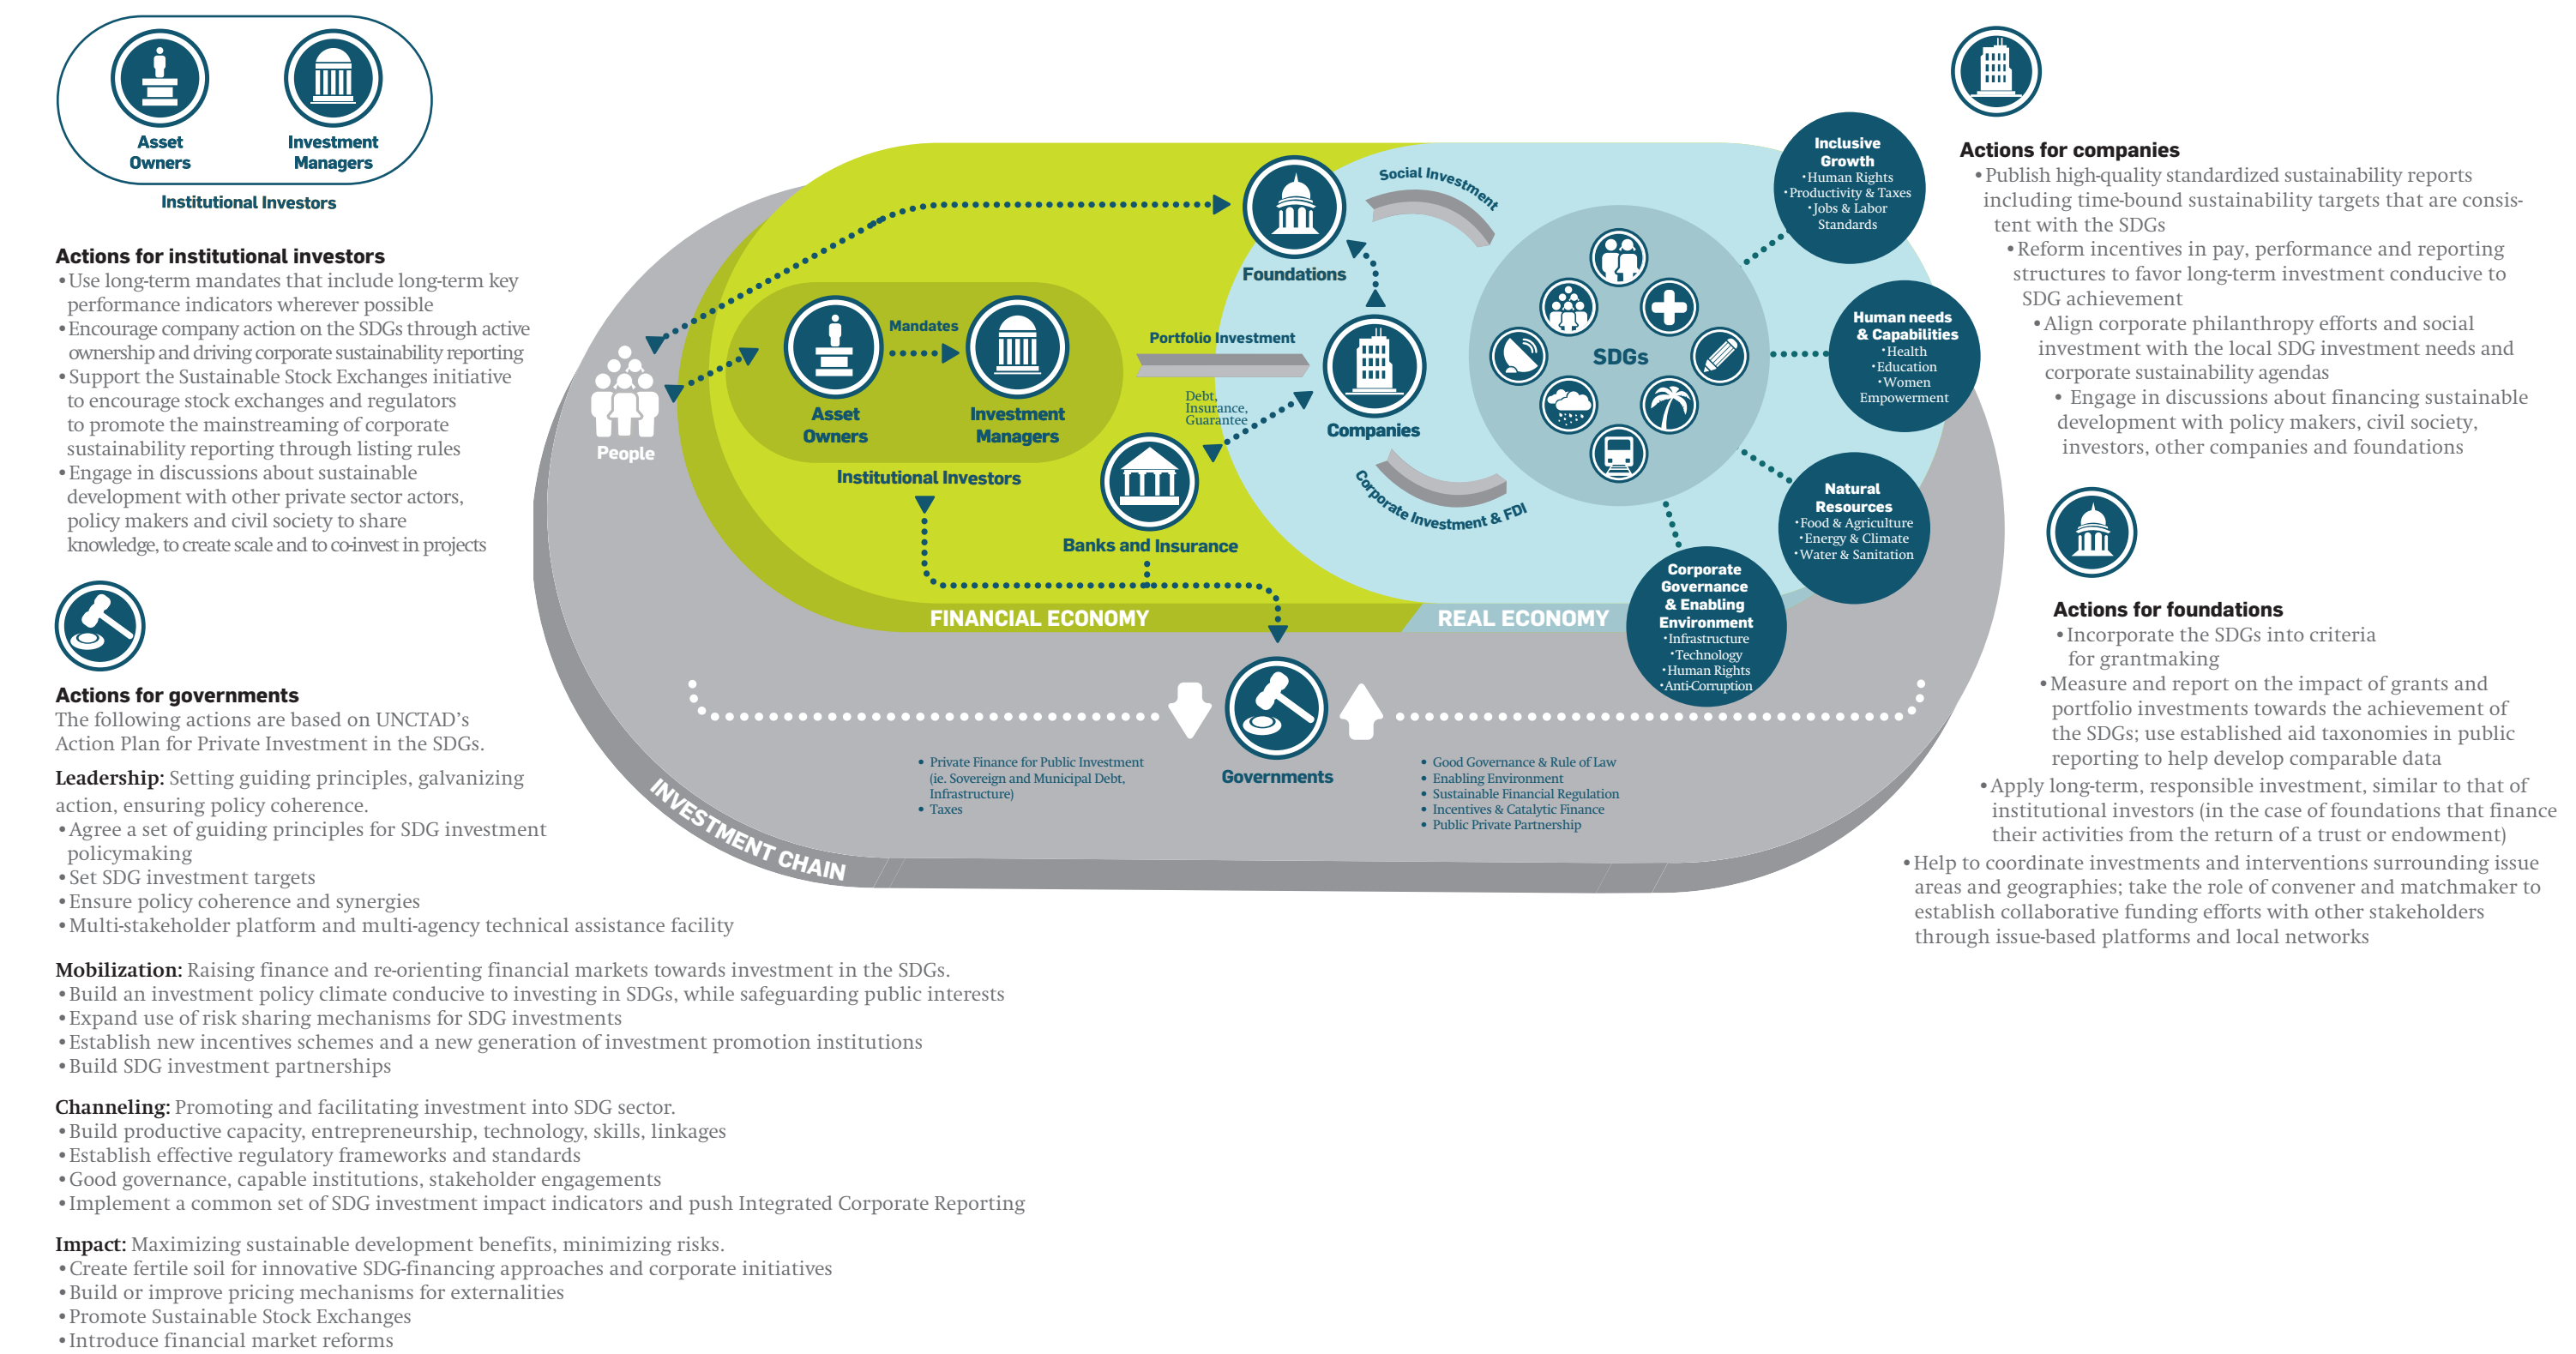 Asset
Owners
Investment
Managers
Institutional Investors
Actions for institutional investors
•Use long-term mandates that include long-term key
performance indicators wherever possible
•Encourage company action on the SDGs through active
ownership and driving corporate sustainability reporting
•Support the Sustainable Stock Exchanges initiative
to encourage stock exchanges and regulators
to promote the mainstreaming of corporate
sustainability reporting through listing rules
•Engage in discussions about sustainable
development with other private sector actors,
policy makers and civil society to share
knowledge, to create scale and to co-invest in projects
Actions for governments
The following actions are based on UNCTAD’s
Action Plan for Private Investment in the SDGs.
Leadership: Setting guiding principles, galvanizing
action, ensuring policy coherence.
•Agree a set of guiding principles for SDG investment
policymaking
•Set SDG investment targets
•Ensure policy coherence and synergies
•Multi-stakeholder platform and multi-agency technical assistance facility
Mobilization: Raising finance and re-orienting financial markets towards investment in the SDGs.
•Build an investment policy climate conducive to investing in SDGs, while safeguarding public interests
•Expand use of risk sharing mechanisms for SDG investments
•Establish new incentives schemes and a new generation of investment promotion institutions
•Build SDG investment partnerships
Channeling: Promoting and facilitating investment into SDG sector.
•Build productive capacity, entrepreneurship, technology, skills, linkages
•Establish effective regulatory frameworks and standards
•Good governance, capable institutions, stakeholder engagements
•Implement a common set of SDG investment impact indicators and push Integrated Corporate Reporting
Impact: Maximizing sustainable development benefits, minimizing risks.
•Create fertile soil for innovative SDG-financing approaches and corporate initiatives
•Build or improve pricing mechanisms for externalities
•Promote Sustainable Stock Exchanges
•Introduce financial market reforms
People
Asset
Owners
Mandates
Investment
Managers
Institutional Investors
Foundations
Social Investment
Portfolio Investment
Debt,
Insurance,
Guarantee
Companies
Banks and Insurance
Corporate Investment & FDI
SDGs
FINANCIAL ECONOMY
REAL ECONOMY
Inclusive
Growth
•Human Rights
•Productivity & Taxes
•Jobs & Labor
Standards
Human needs
& Capabilities
•Health
•Education
•Women
Empowerment
Natural
Resources
•Food & Agriculture
•Energy & Climate
•Water & Sanitation
Corporate
Governance
& Enabling
Environment
•Infrastructure
•Technology
•Human Rights
•Anti-Corruption
• Private Finance for Public Investment
(ie. Sovereign and Municipal Debt,
Infrastructure)
• Taxes
Governments
• Good Governance & Rule of Law
• Enabling Environment
• Sustainable Financial Regulation
• Incentives & Catalytic Finance
• Public Private Partnership
INVESTMENT CHAIN
Actions for companies
•Publish high-quality standardized sustainability reports
including time-bound sustainability targets that are consis-
tent with the SDGs
•Reform incentives in pay, performance and reporting
structures to favor long-term investment conducive to
SDG achievement
•Align corporate philanthropy efforts and social
investment with the local SDG investment needs and
corporate sustainability agendas
• Engage in discussions about financing sustainable
development with policy makers, civil society,
investors, other companies and foundations
Actions for foundations
•Incorporate the SDGs into criteria
for grantmaking
•Measure and report on the impact of grants and
portfolio investments towards the achievement of
the SDGs; use established aid taxonomies in public
reporting to help develop comparable data
•Apply long-term, responsible investment, similar to that of
institutional investors (in the case of foundations that finance
their activities from the return of a trust or endowment)
•Help to coordinate investments and interventions surrounding issue
areas and geographies; take the role of convener and matchmaker to
establish collaborative funding efforts with other stakeholders
through issue-based platforms and local networks